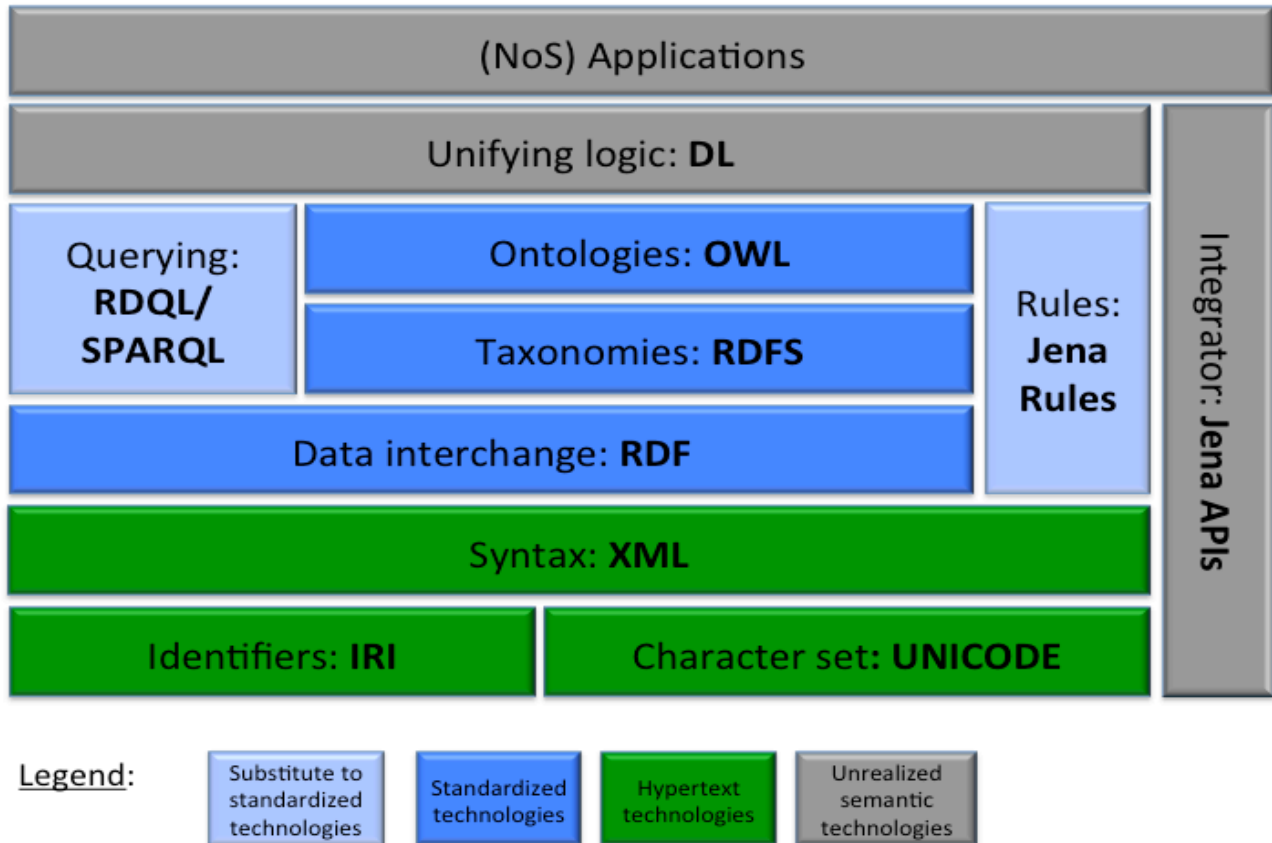 (NoS) Applications
Unifying logic: DL
Querying:
RDQL/
SPARQL
Ontologies: OWL
Taxonomies: RDFS
Rules:
Jena
Rules
Integrator: Jena APIs
Data interchange: RDF
Syntax: XML
Identifiers: IRI
Character set: UNICODE
Legend:
Substitute to
standardized
technologies
Standardized
technologies
Hypertext
technologies
Unrealized
semantic
technologies